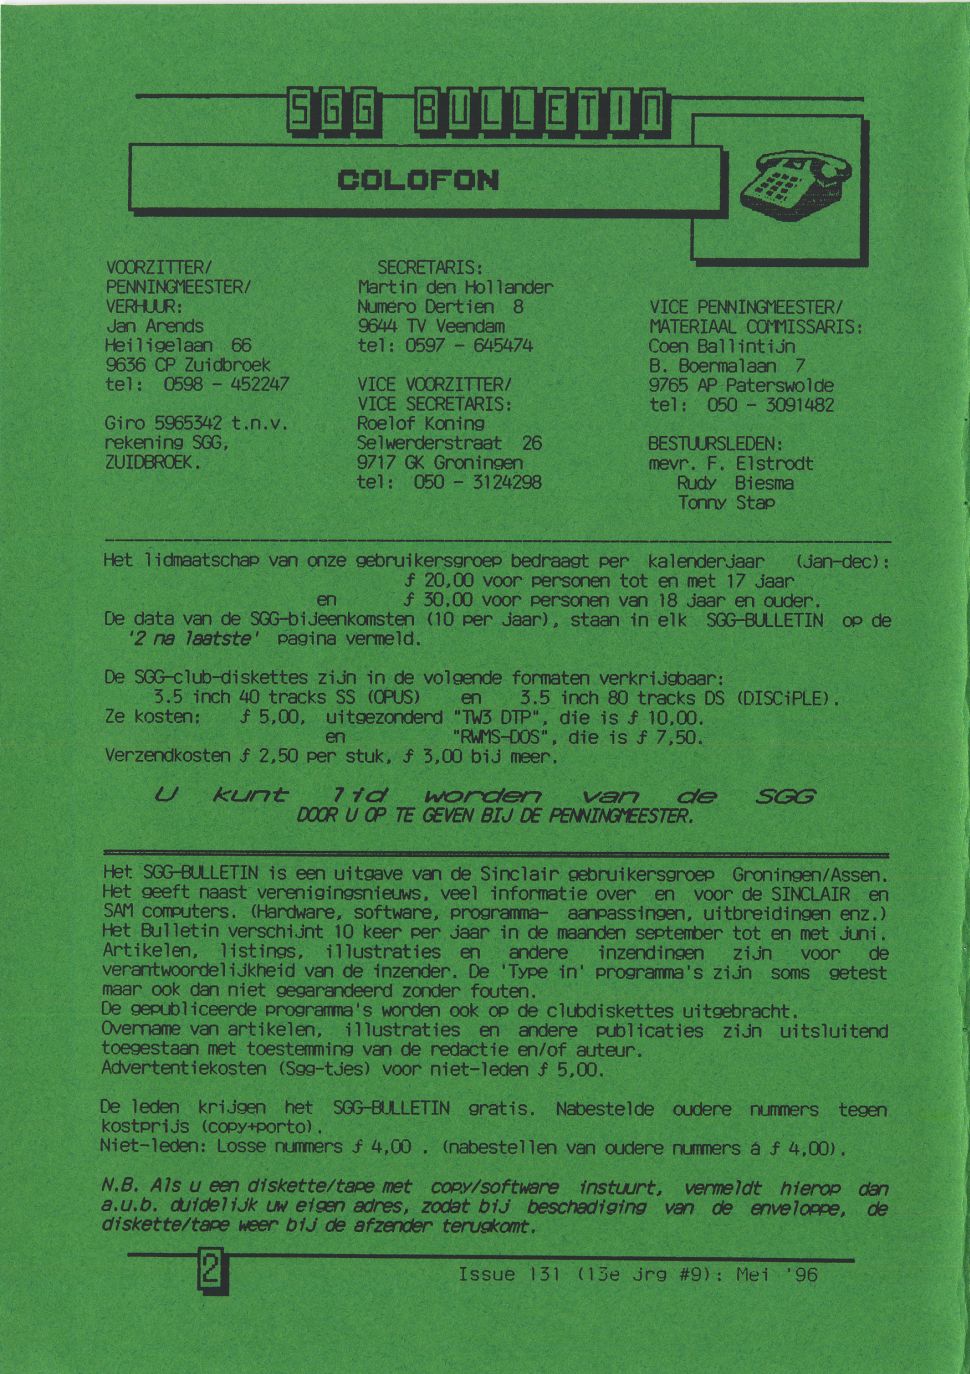 SGG BULLETIN
COLOFON
VOORZITTER/
PENNINGMEESTER/
VERHUUR:
Jan Arends
Heiligelaan 66
9636 CP Zuidbroek
tel: 0598 - 452247
Giro 5965342 t.n.v.
rekening SGG,
ZUIDBROEK.
SECRETARIS:
Martin den Hollander
Numero Dertien 8
9644 TV Veendam
tel: 0597 - 645474
VICE VOORZITTER/
VICE SECRETARIS:
Roelof Koning
Selwerderstraat 26
9717 GK Groningen
tel: 050 - 3124298
VICE PENNINGMEESTER/
MATERIAAL COMMISSARIS:
Coen Ballintijn
B. Boermalaan 7
9765 AP Paterswolde
tel: 050 - 3091482
BESTUURSLEDEN:
mevr. F. Elstrodt
Rudy Biesma
Tonny Stap
Het lidmaatschap van onze gebruikersgroep bedraagt per kalenderjaar (jan-dec):
ƒ 20,00 voor personen tot en met 17 jaar
en ƒ 30,00 voor personen van 18 jaar en ouder.
De data van de SGG-bijeenkomsten (10 per jaar), staan in elk SGG-BULLETIN op de
'2 na laatste' pagina vermeld.
De SGG-club-diskettes zijn in de volgende formaten verkrijgbaar:
3.5 inch 40 tracks SS (OPUS) en 3.5 inch 80 tracks DS (DISCiPLE).
Ze kosten: ƒ 5,00, uitgezonderd "TW3 DTP", die is ƒ 10,00.
en "RWMS-DOS", die is ƒ 7,50.
Verzendkosten ƒ 2,50 per stuk, ƒ 3,00 bij meer.
U kunt lid worden van de SGG
DOOR U OP TE GEVEN BIJ DE PENNINGMEESTER.
Het SGG-BULLETIN is een uitgave van de Sinclair gebruikersgroep Groningen/Assen.
Het geeft naast verenigingsnieuws, veel informatie over en voor de SINCLAIR en
SAM computers. (Hardware, software, programma- aanpassingen, uitbreidingen enz.)
Het Bulletin verschijnt 10 keer per jaar in de maanden september tot en met juni.
Artikelen, listings, illustraties en andere inzendingen zijn voor de
verantwoordelijkheid van de inzender. De 'Type in' programma's zijn soms getest
maar ook dan niet gegarandeerd zonder fouten.
De gepubliceerde programma's worden ook op de clubdiskettes uitgebracht.
Overname van artikelen, illustraties en andere publicaties zijn uitsluitend
toegestaan met toestemming van de redactie en/of auteur.
Advertentiekosten (Sgg-tjes) voor niet-leden ƒ 5,00.
De leden krijgen het SGG-BULLETIN gratis. Nabestelde oudere nummers tegen
kostprijs (copy+porto).
Niet-leden: Losse nummers ƒ 4,00 . (nabestellen van oudere nummers á ƒ 4,00).
N.B. Als u een diskette/tape met copy/software instuurt, vermeldt hierop dan
a.u.b. duidelijk uw eigen adres, zodat bij beschadiging van de enveloppe, de
diskette/tape weer bij de afzender terugkomt.
2
Issue 131 (13e jrg #9): Mei '96